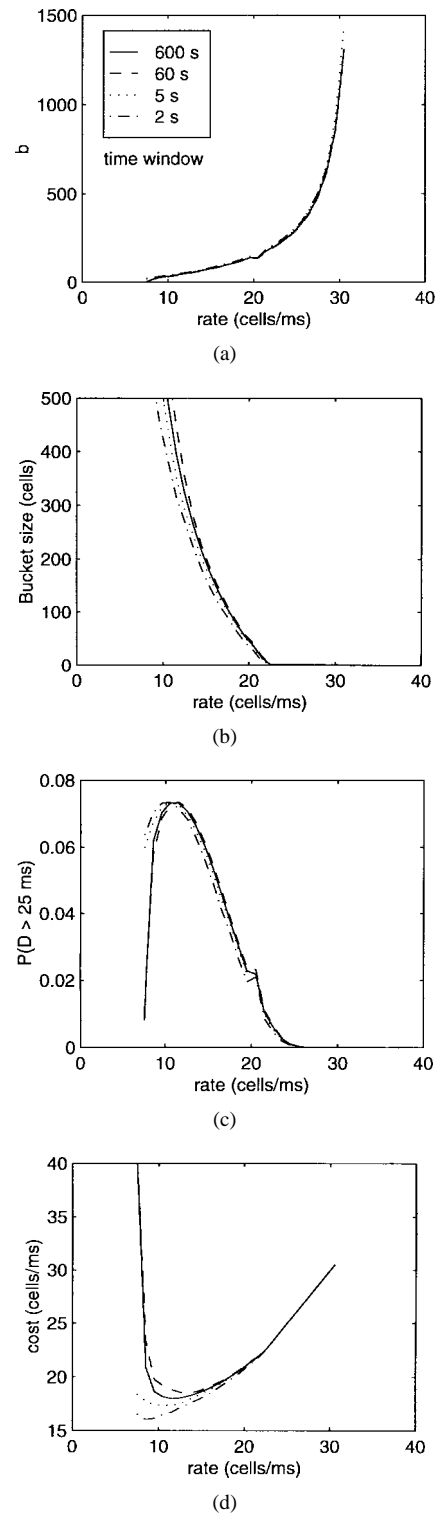 1500
600 s
60 s
5 s
2 s
time window
1000
b
500
0
0 10 20 30 40
rate (cells/ms)
(a)
500
400
300
200
100
0
Bucket size (cells)
0 10 20 30 40
rate (cells/ms)
(b)
0.08
0.06
0.04
0.02
0
P(D > 25 ms)
0 10 20 30 40
rate (cells/ms)
(c)
40
35
30
25
20
15
cost (cells/ms)
0 10 20 30 40
rate (cells/ms)
(d)